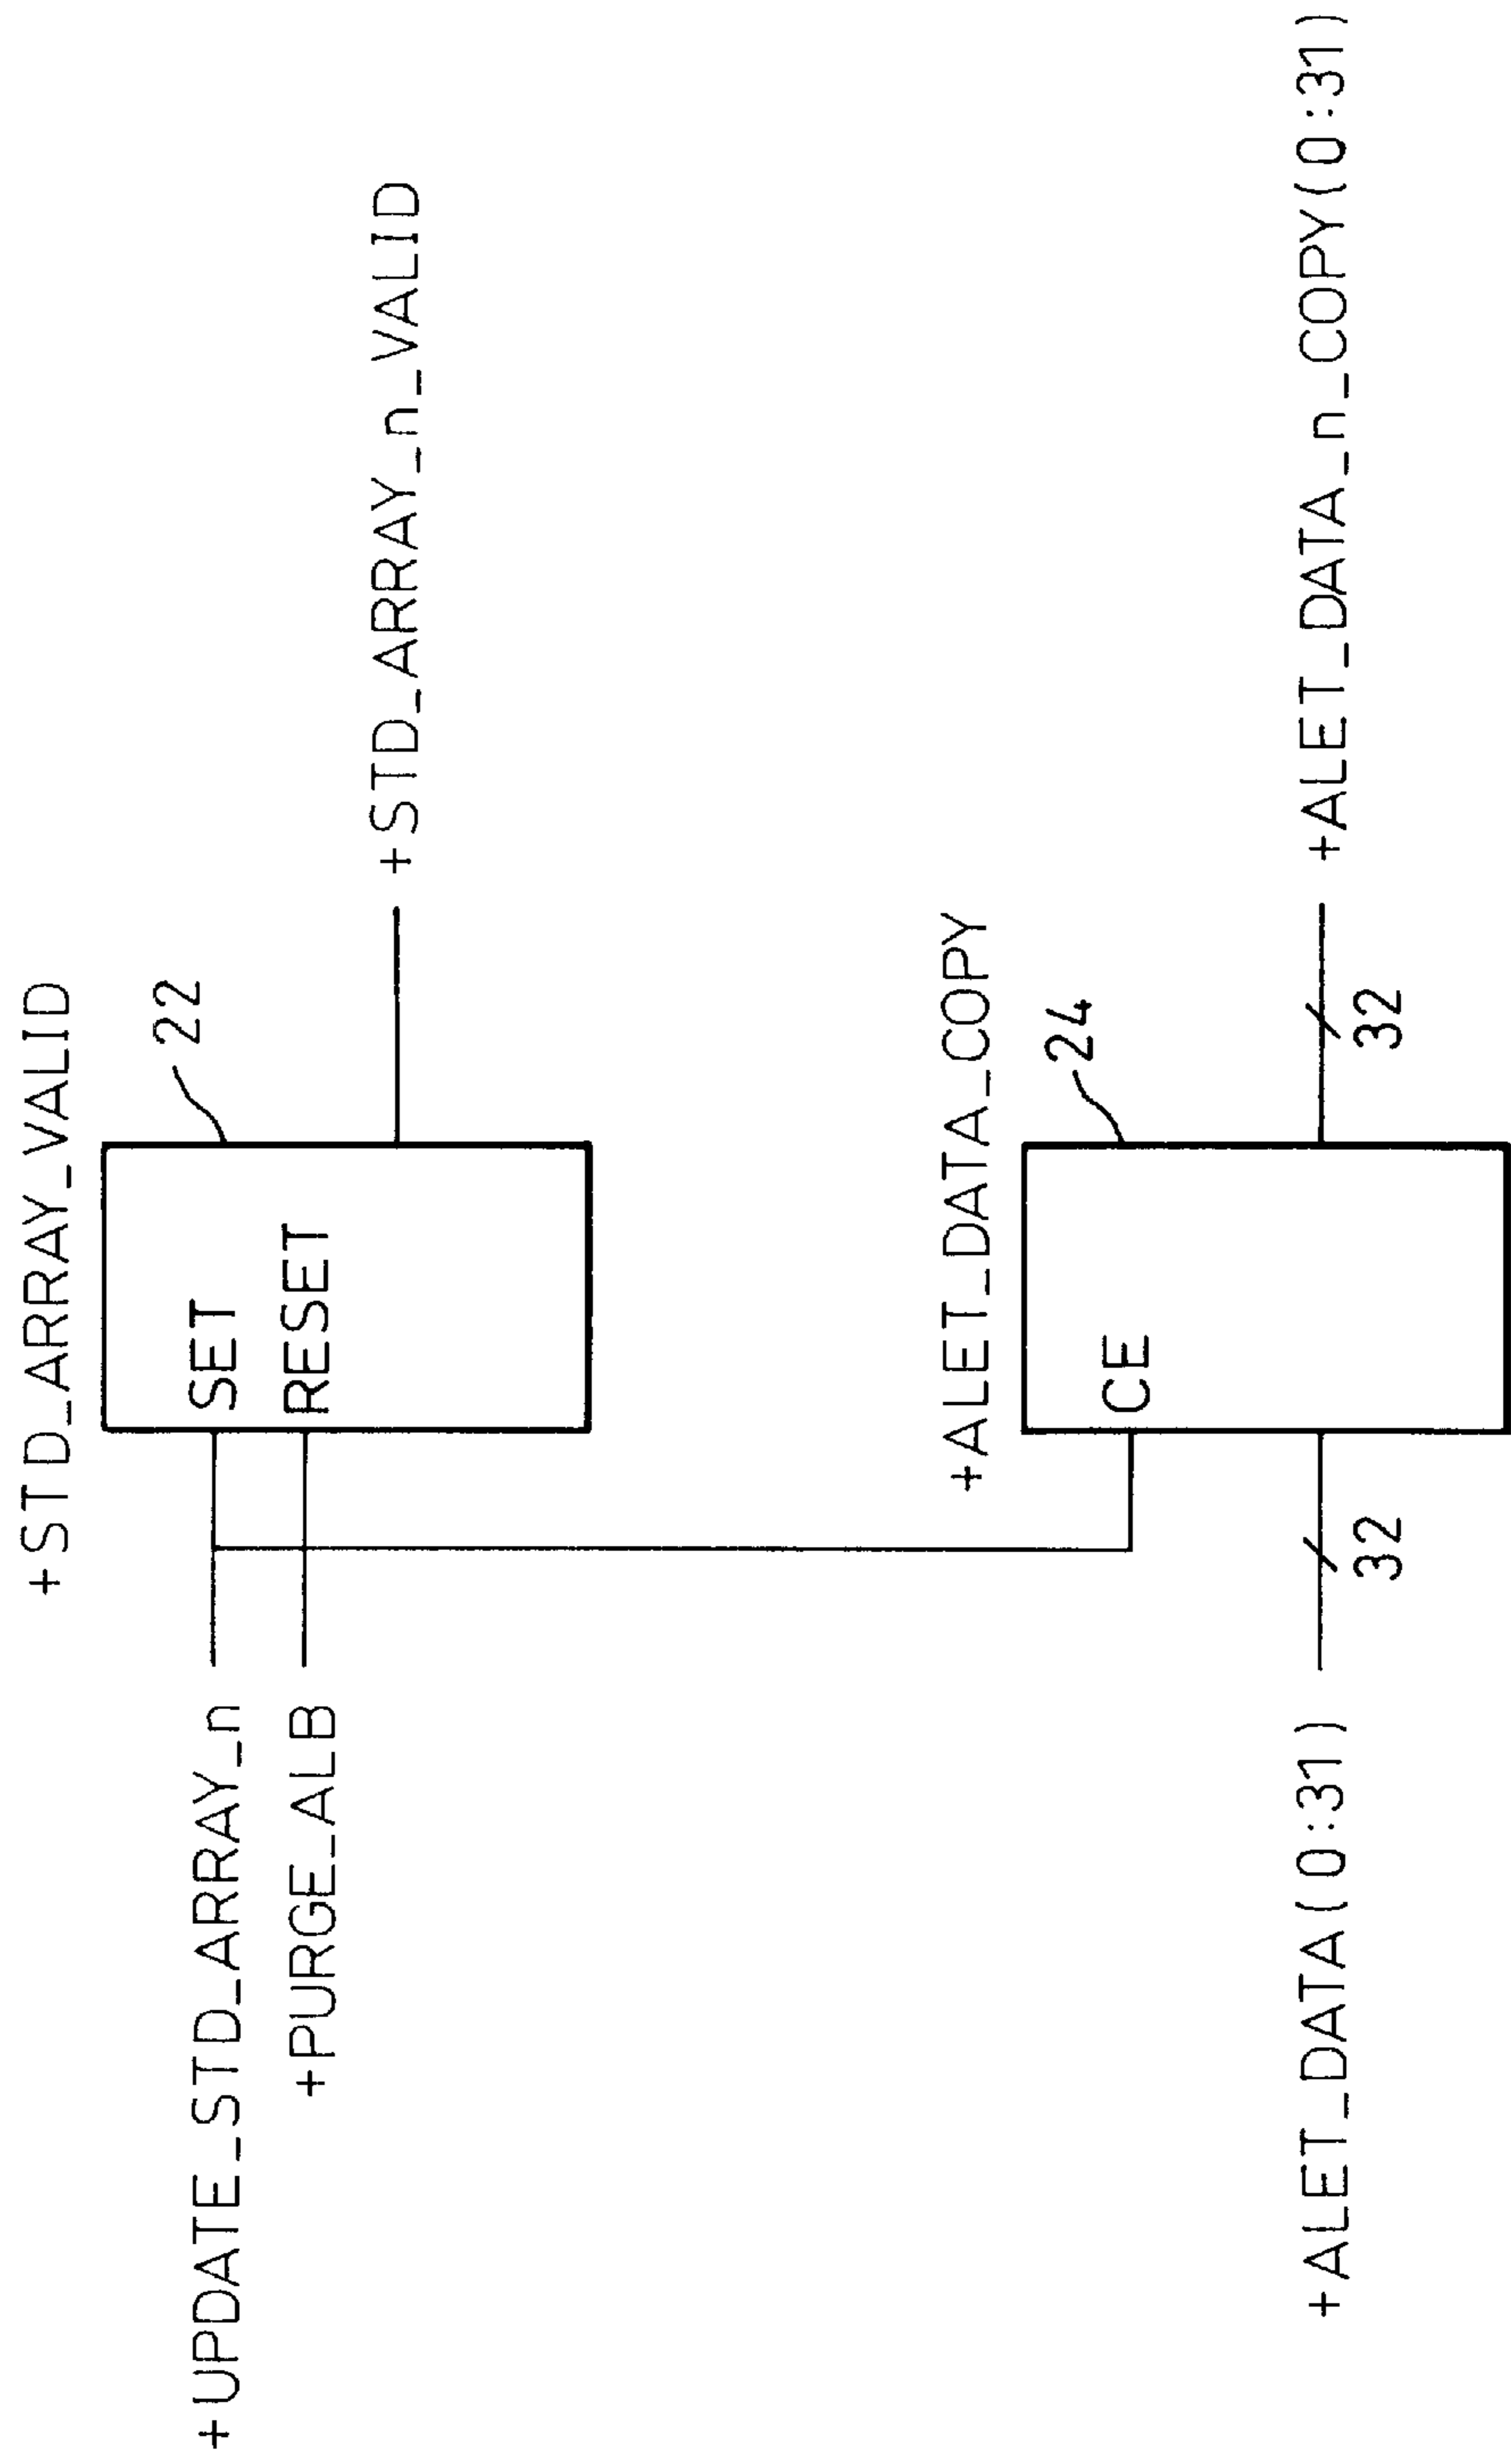 +STD_ARRAY_VALID
22
+UPDATE_STD_ARRAY_n
SET
+PURGE_ALB
RESET
+STD_ARRAY_n_VALID
+ALET_DATA_COPY
24
CE
+ALET_DATA(0:31)
+ALET_DATA_n_COPY(0:31)
32
32